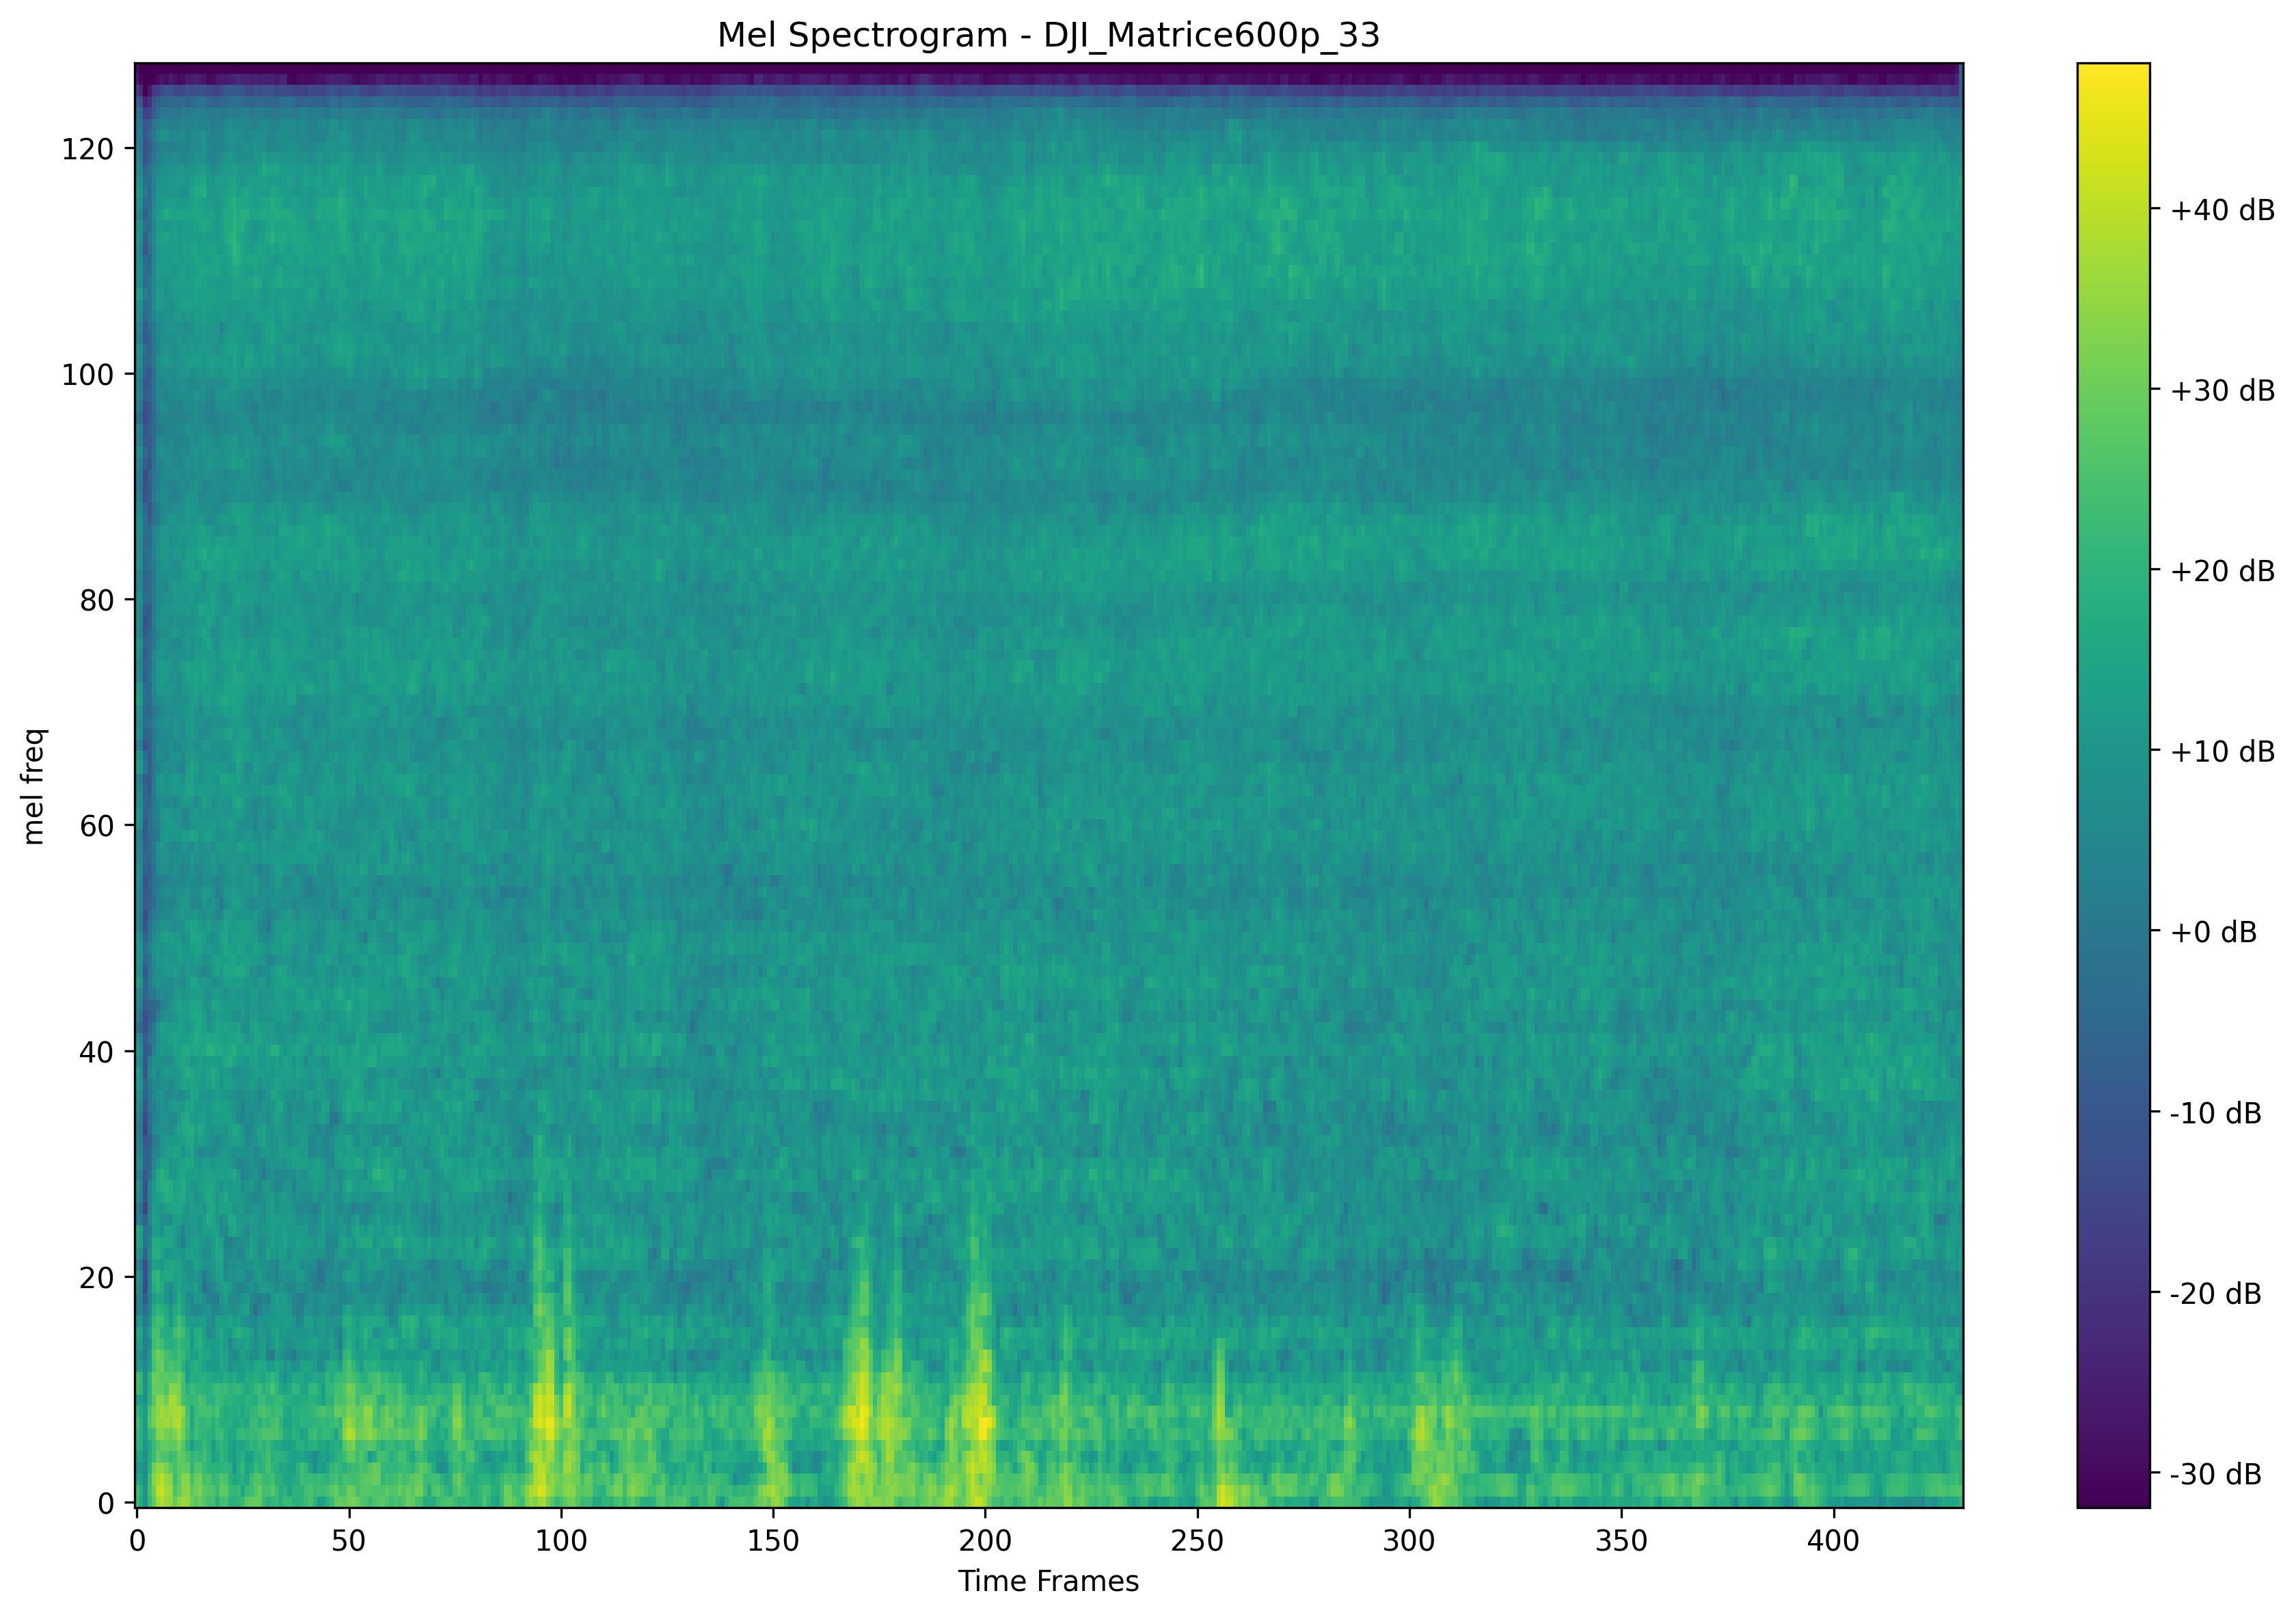 Mel Spectrogram - DJI_Matrice600p_33
mel freq
120
100
80
60
40
20
0
0 50 100 150 200 250 300 350 400
Time Frames
+40 dB
+30 dB
+20 dB
+10 dB
+0 dB
-10 dB
-20 dB
-30 dB